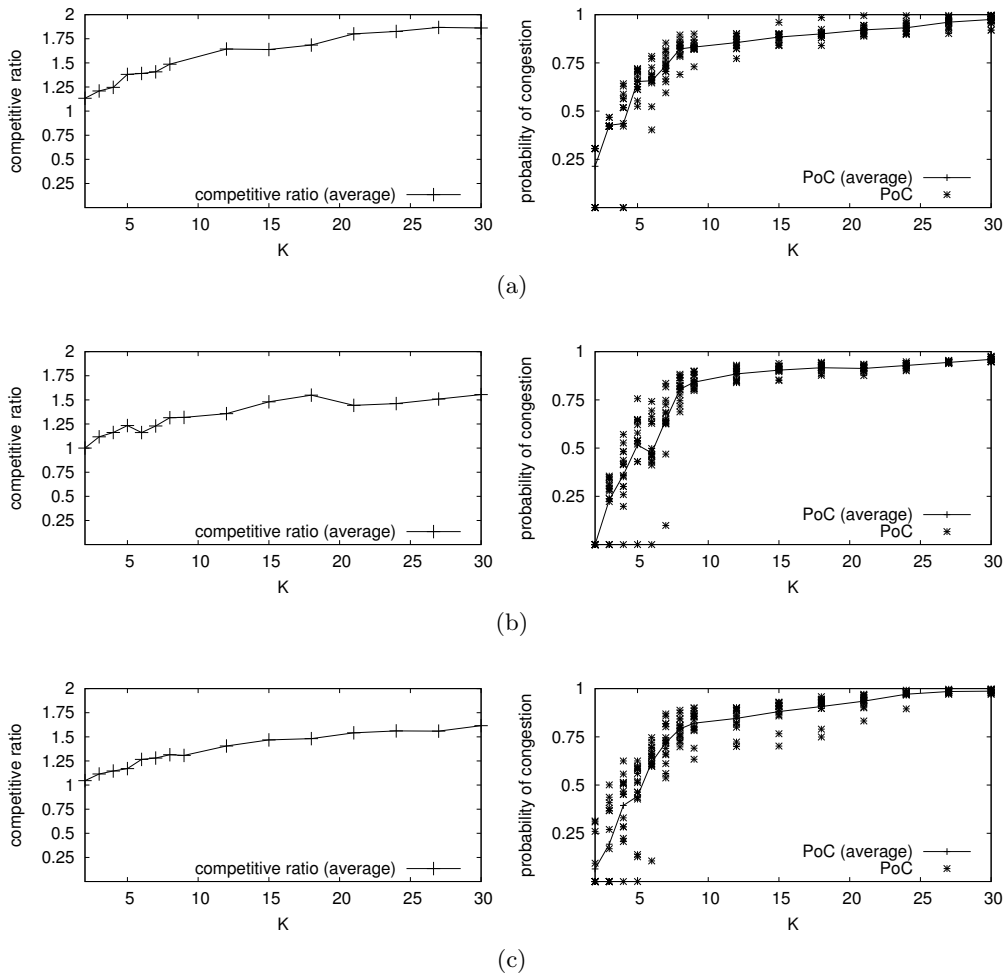 competitive ratio
2
1.75
1.5
1.25
1
0.75
0.5
0.25
5 10 15 20 25 30
K
competitive ratio (average)
probability of congestion
1
0.75
0.5
0.25
5 10 15 20 25 30
K
PoC (average)
PoC
(a)
competitive ratio
2
1.75
1.5
1.25
1
0.75
0.5
0.25
5 10 15 20 25 30
K
competitive ratio (average)
probability of congestion
1
0.75
0.5
0.25
5 10 15 20 25 30
K
PoC (average)
PoC
(b)
competitive ratio
2
1.75
1.5
1.25
1
0.75
0.5
0.25
5 10 15 20 25 30
K
competitive ratio (average)
probability of congestion
1
0.75
0.5
0.25
5 10 15 20 25 30
K
PoC (average)
PoC
(c)